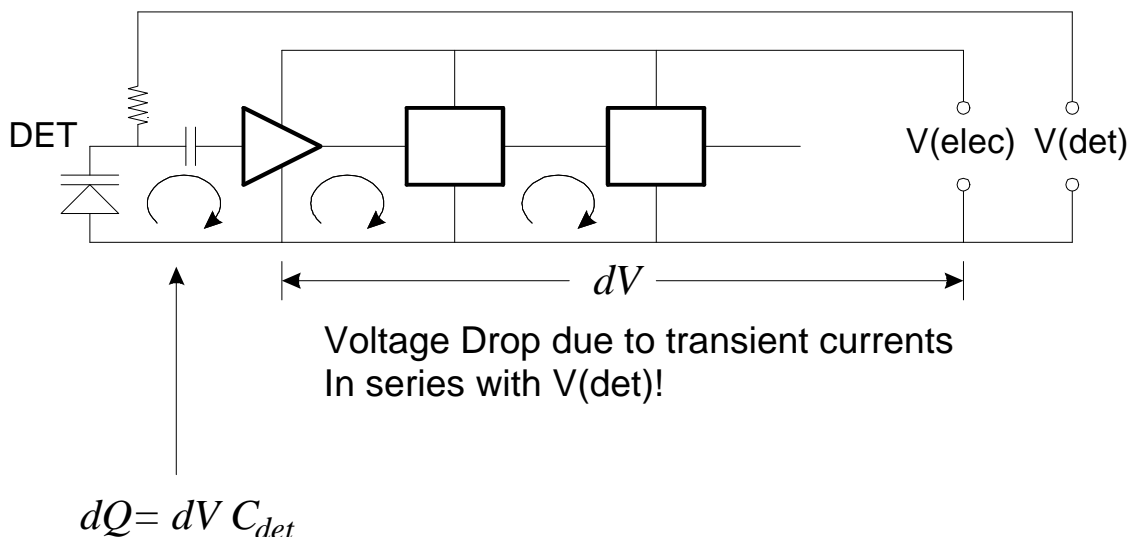 DET
V(elec) V(det)
dV
Voltage Drop due to transient currents
In series with V(det)!
dQ= dV C_det